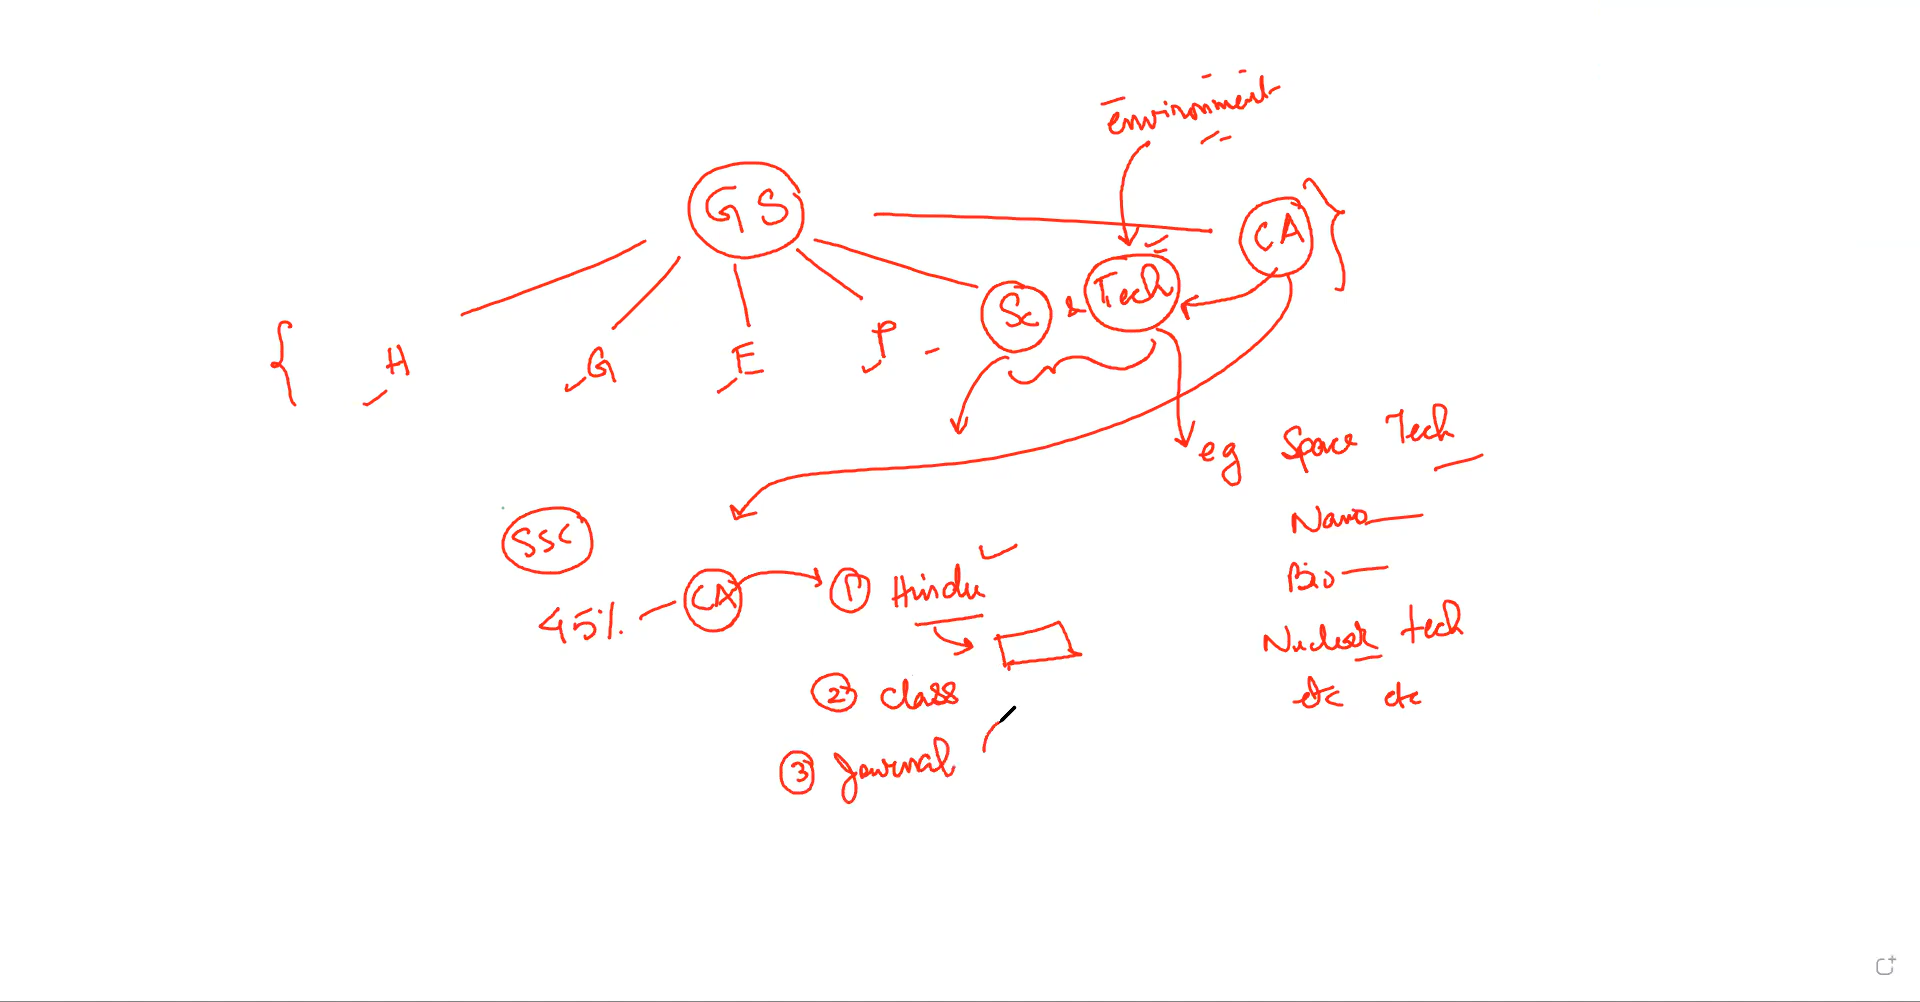 environment
GS
CA
Sc & Tech
H
G
E
P
eg Space Tech
Nano
Bio
Nuclear tech
etc etc
SSC
45%
CA
① Hindu
② class
③ Journal